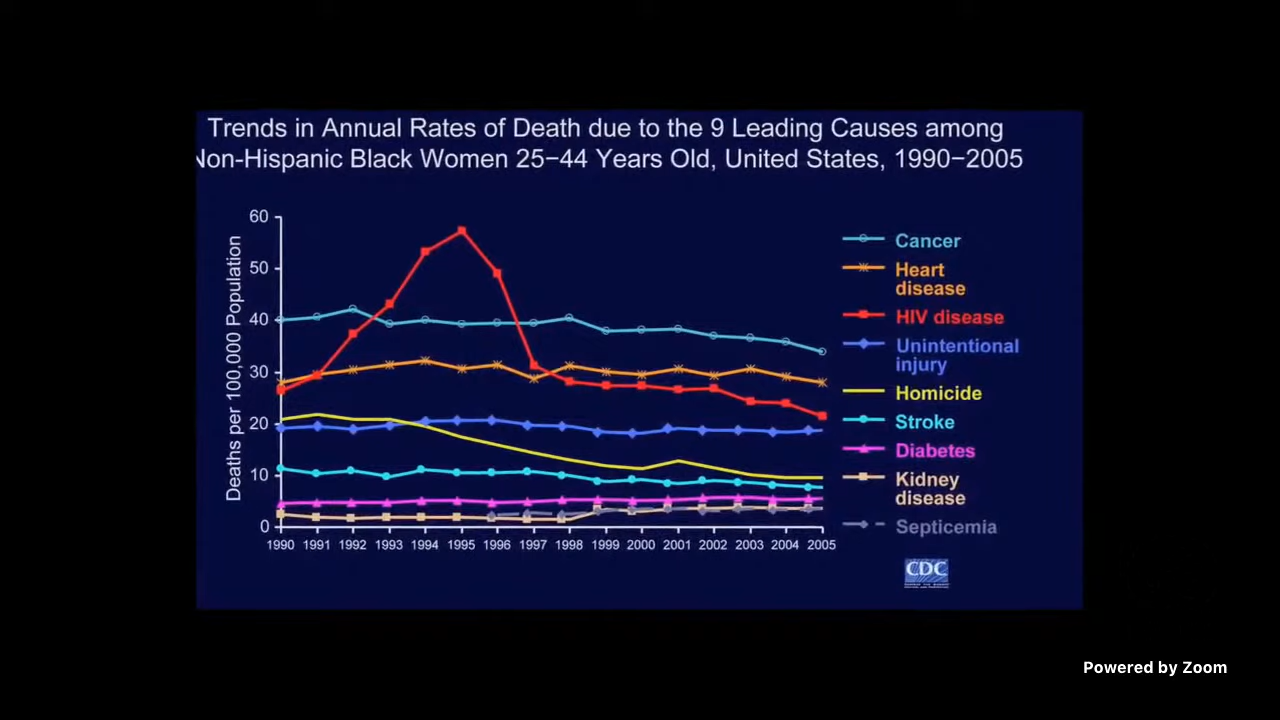 Trends in Annual Rates of Death due to the 9 Leading Causes among
Non-Hispanic Black Women 25−44 Years Old, United States, 1990−2005
Deaths per 100,000 Population
60
50
40
30
20
10
0
1990 1991 1992 1993 1994 1995 1996 1997 1998 1999 2000 2001 2002 2003 2004 2005
Cancer
Heart
disease
HIV disease
Unintentional
injury
Homicide
Stroke
Diabetes
Kidney
disease
Septicemia
CDC
Powered by Zoom